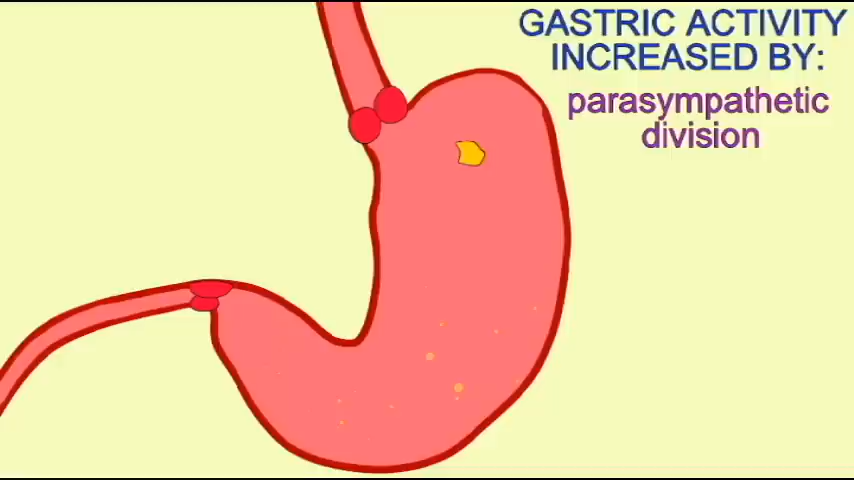 GASTRIC ACTIVITY
INCREASED BY:
parasympathetic
division